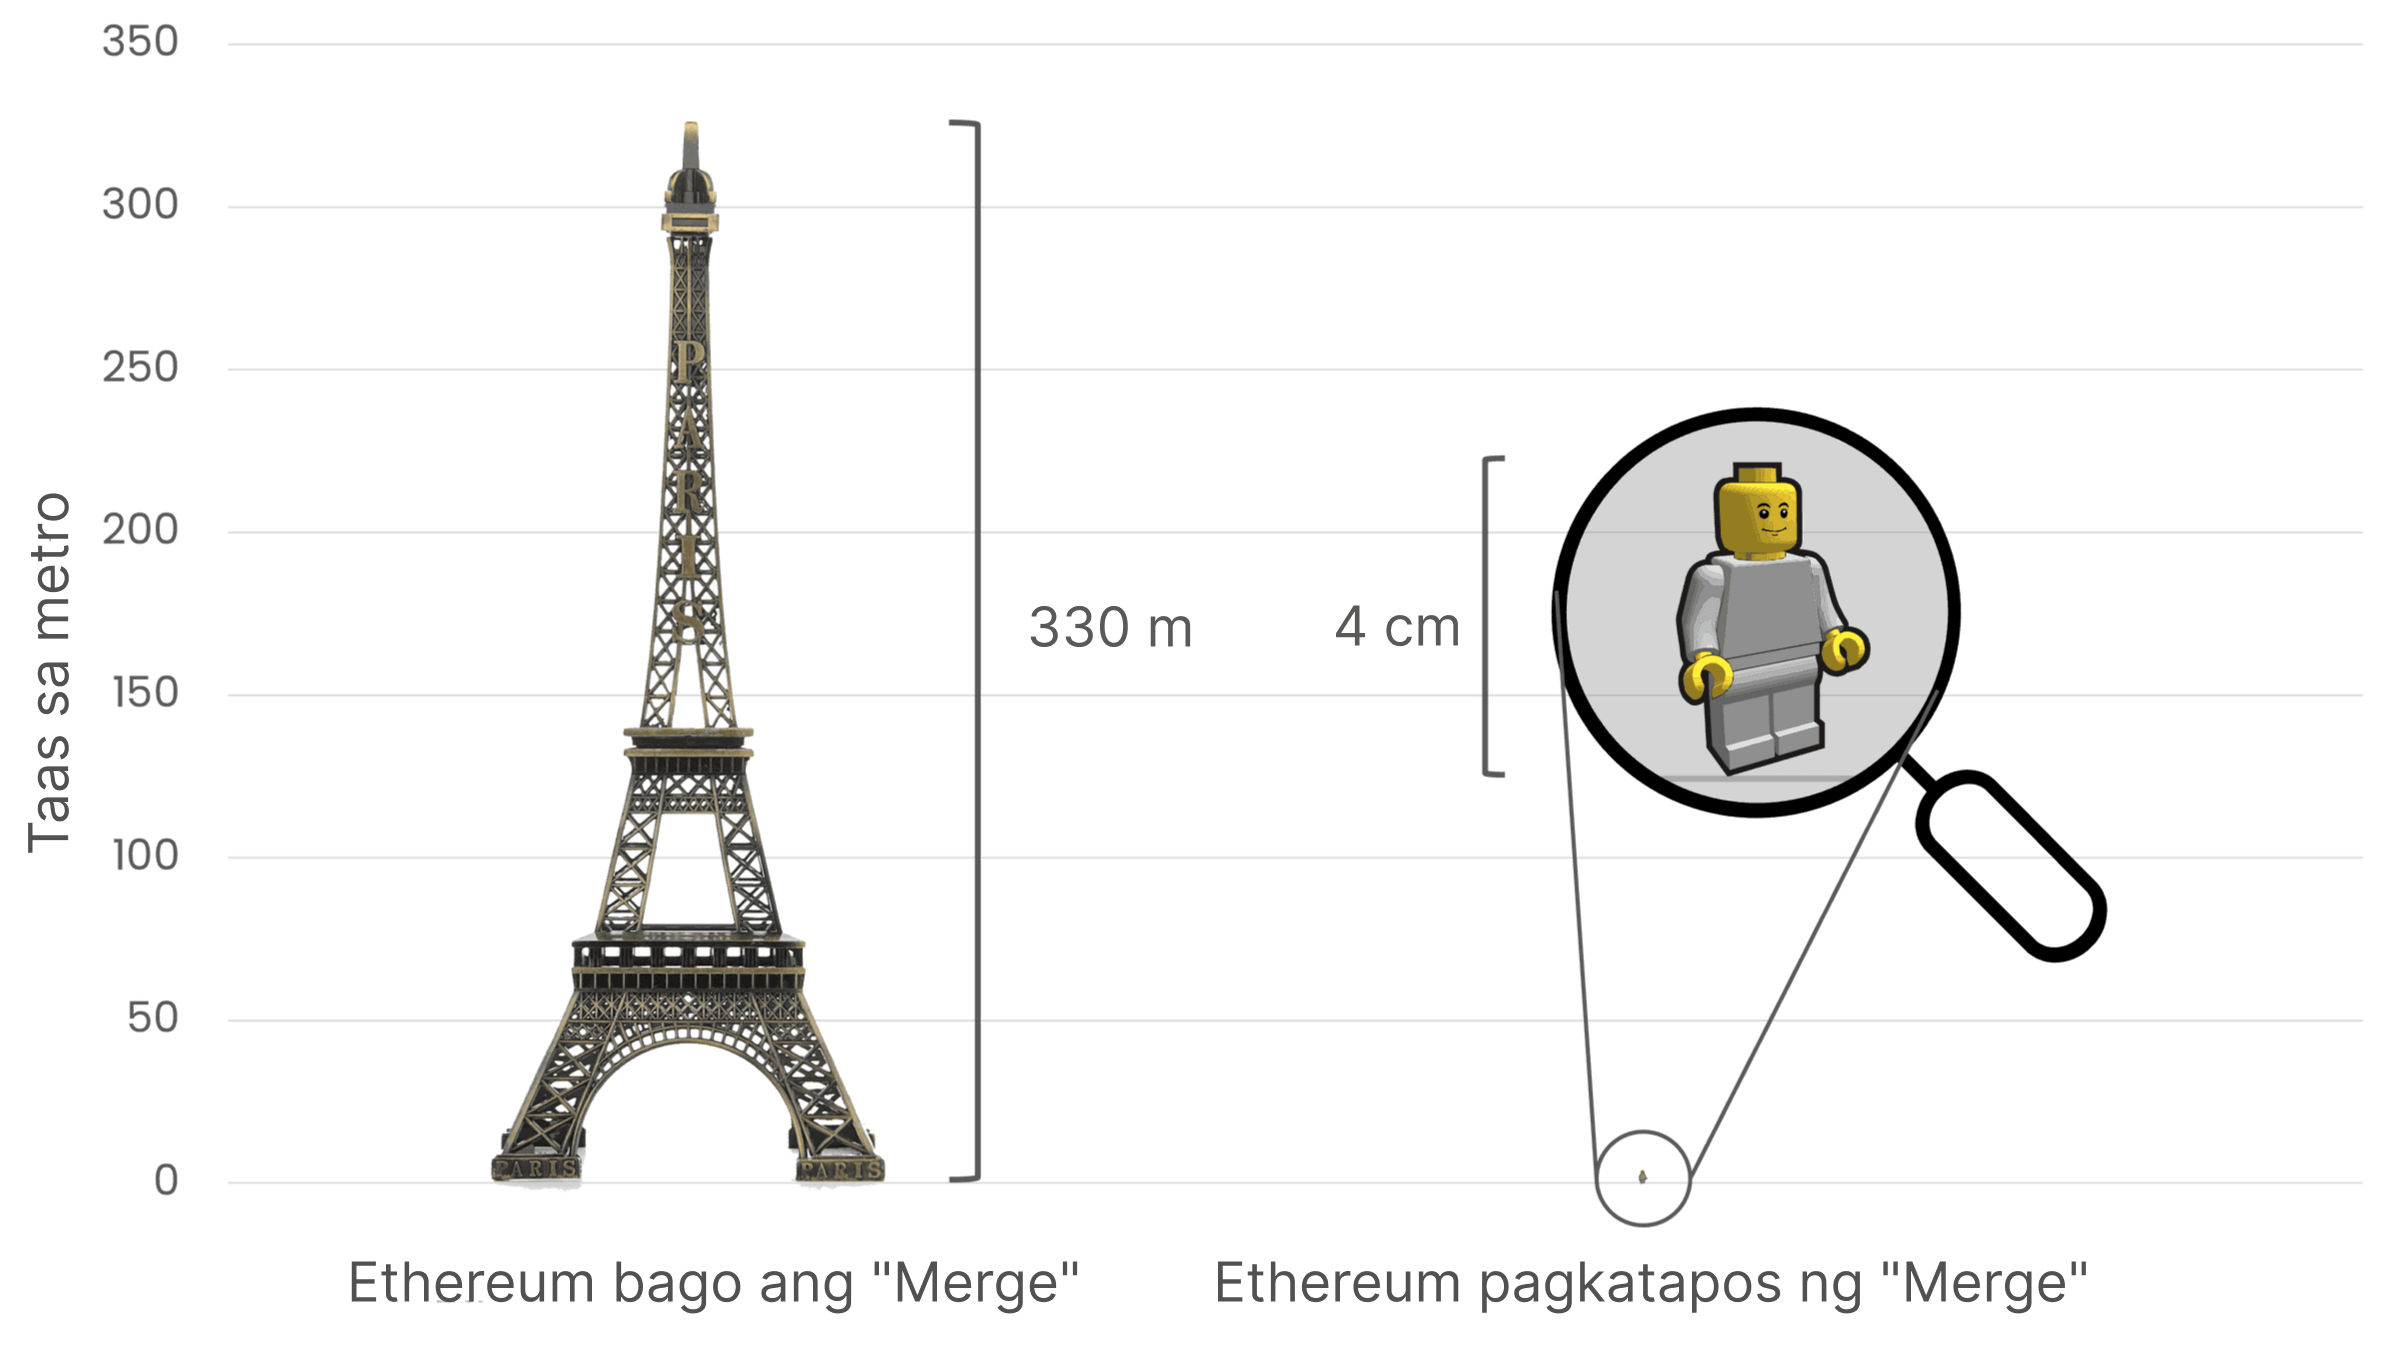 Taas sa metro
350
300
250
200
150
100
50
0
PARIS
PARIS
PARIS
330 m
4 cm
Ethereum bago ang "Merge"
Ethereum pagkatapos ng "Merge"